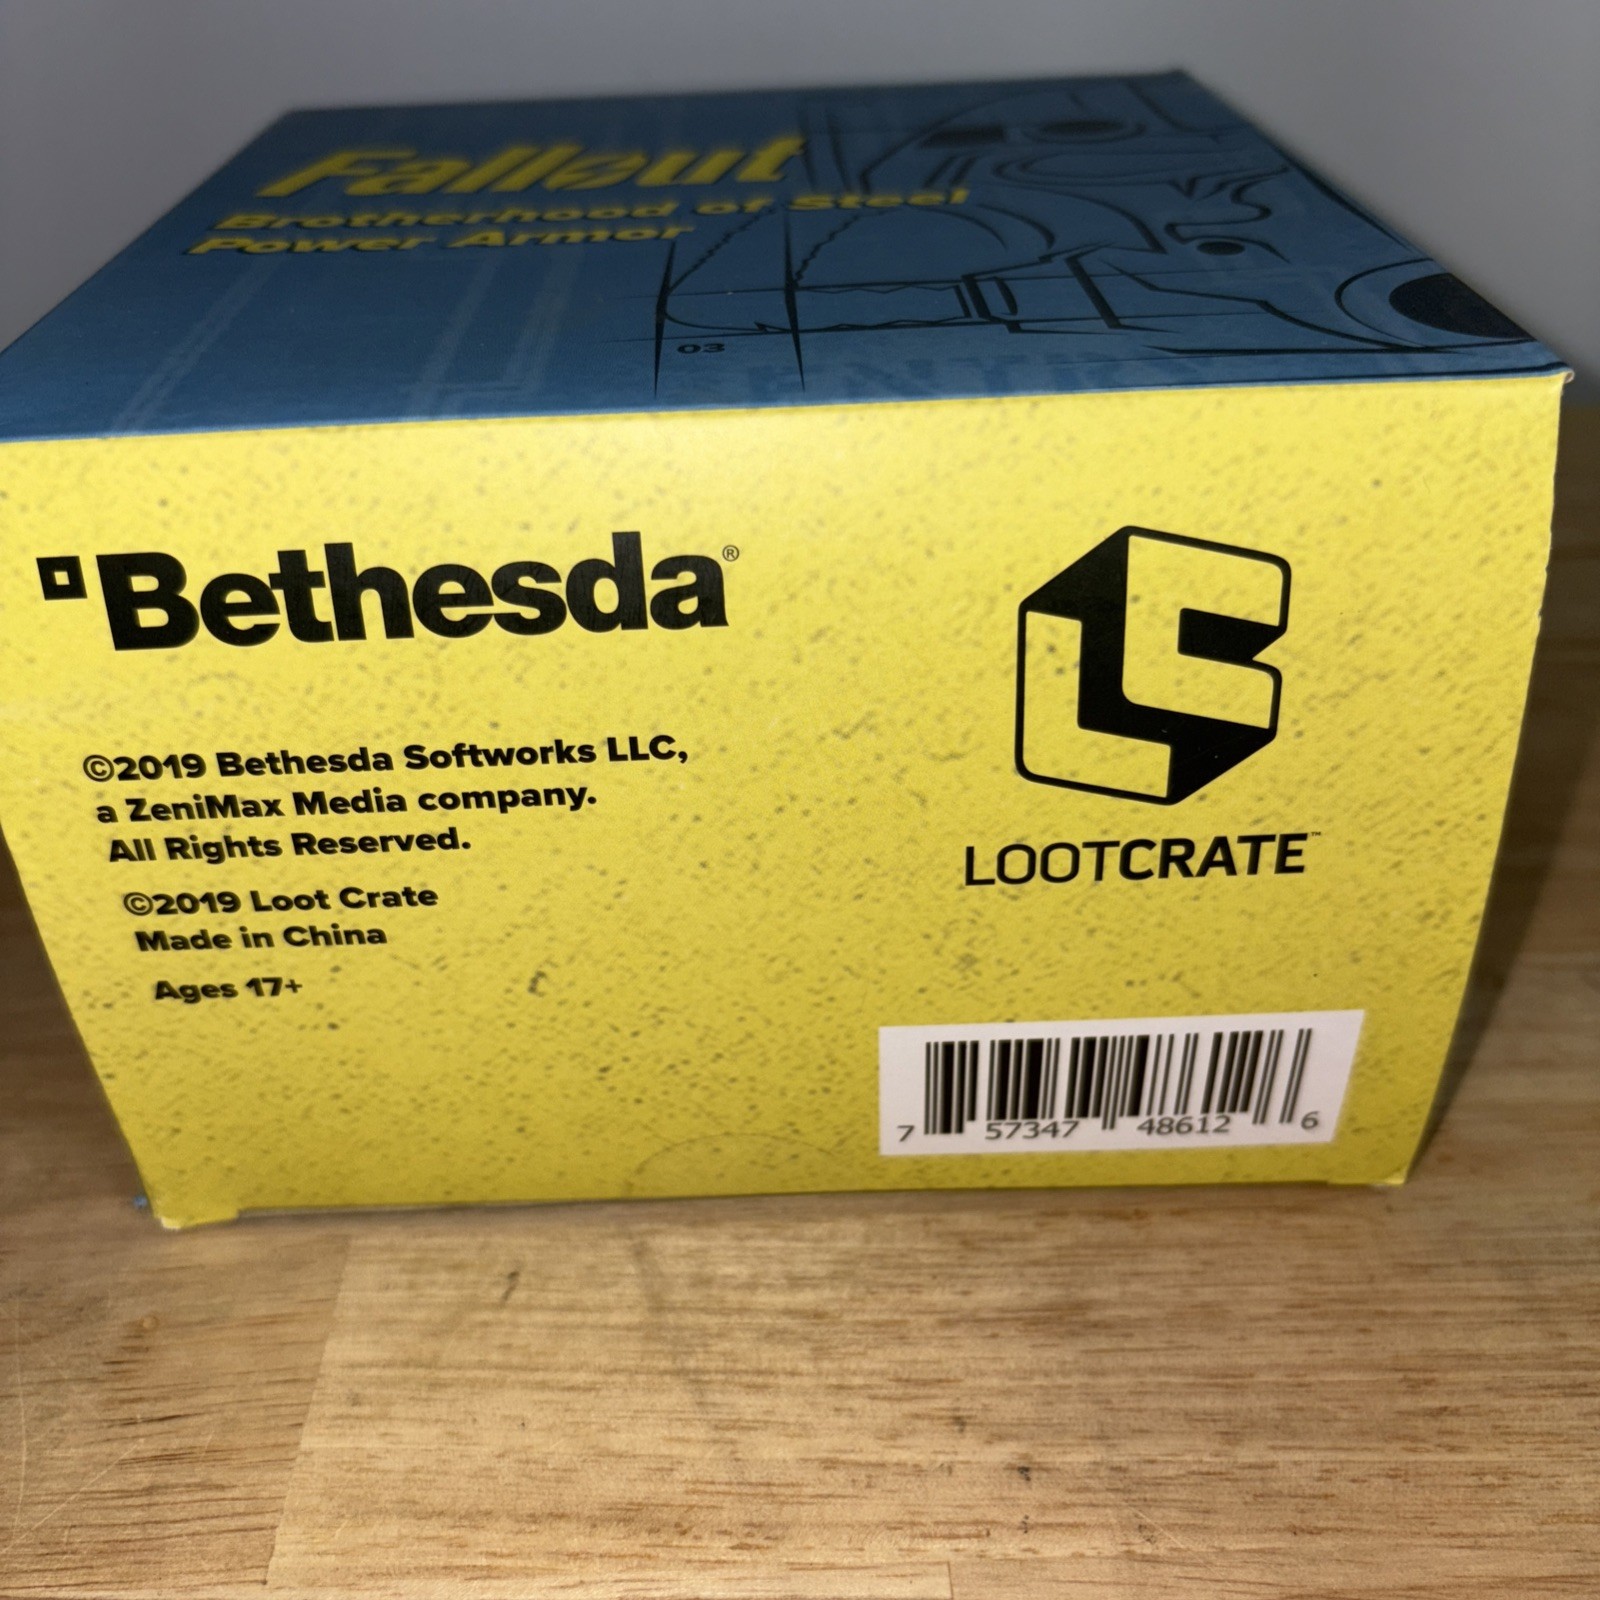 Fallout
Brotherhood of Steel
Power Armor
03
Bethesda®
©2019 Bethesda Softworks LLC,
a ZeniMax Media company.
All Rights Reserved.
©2019 Loot Crate
Made in China
Ages 17+
LOOTCRATE™
7 57347 48612 6